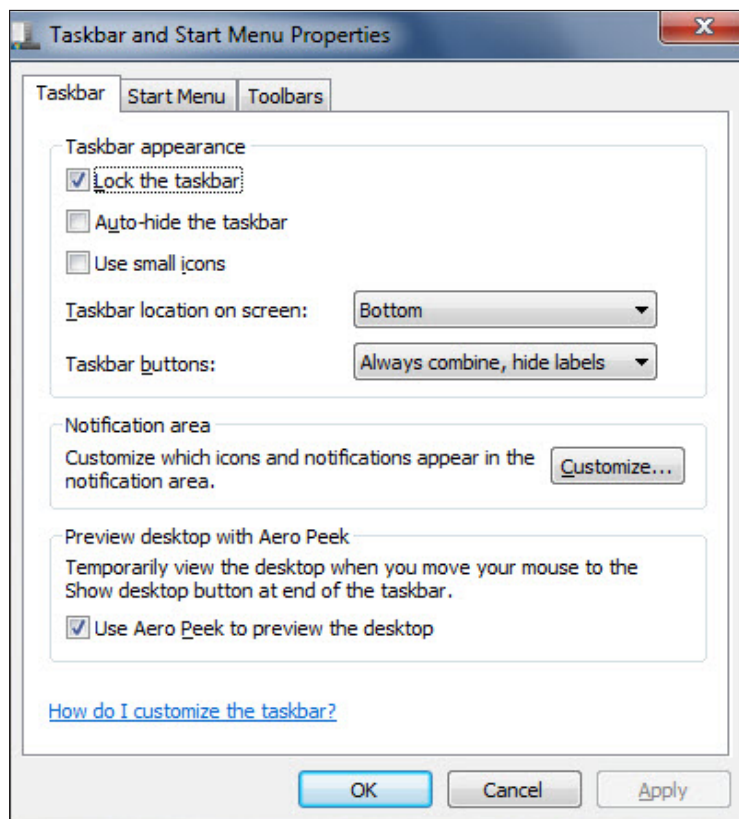 Taskbar and Start Menu Properties
X
Taskbar Start Menu Toolbars
Taskbar appearance
Lock the taskbar
Auto-hide the taskbar
Use small icons
Taskbar location on screen: Bottom
Taskbar buttons: Always combine, hide labels
Notification area
Customize which icons and notifications appear in the
notification area.
Customize...
Preview desktop with Aero Peek
Temporarily view the desktop when you move your mouse to the
Show desktop button at end of the taskbar.
Use Aero Peek to preview the desktop
How do I customize the taskbar?
OK Cancel Apply